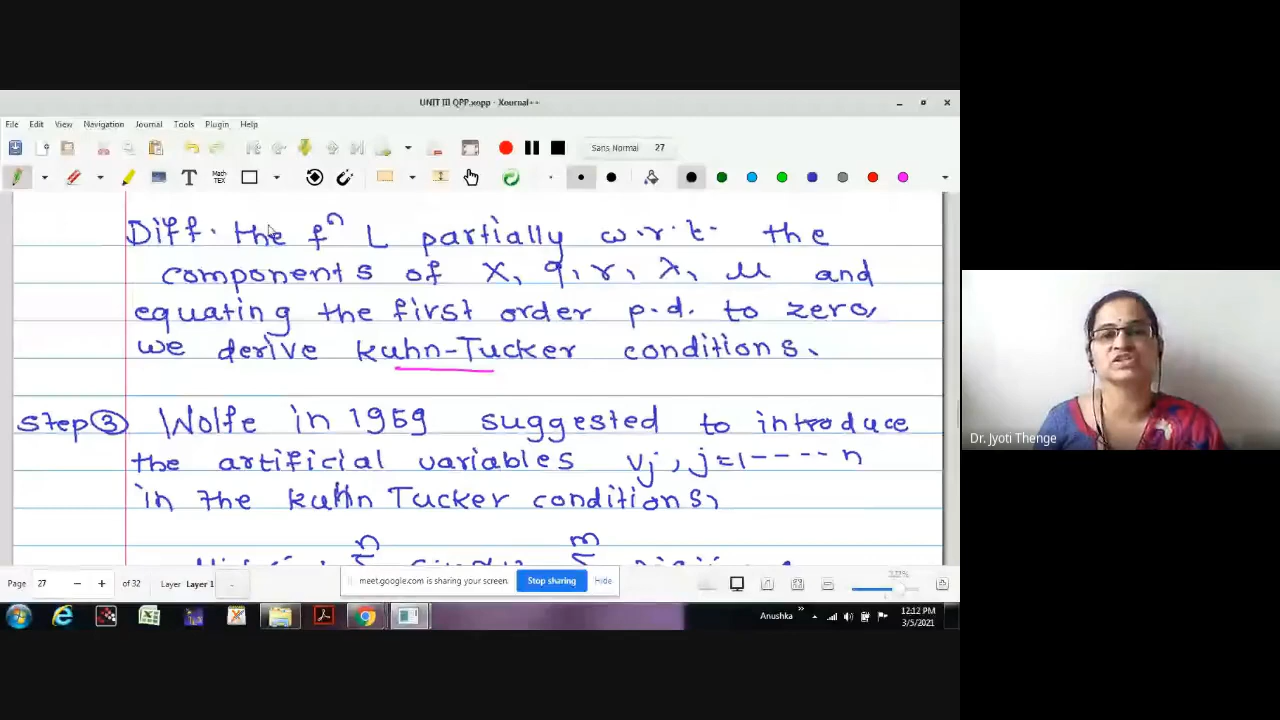 UNIT III QPP.xopp - Xournal++
File Edit View Navigation Journal Tools Plugin Help
Sans Normal 27
Diff. the fⁿ L partially w.r.t. the
components of X, q, r, λ, μ and
equating the first order p.d. to zero,
we derive kuhn-Tucker conditions.
step ③ Wolfe in 1959 suggested to introduce
the artificial variables vj, j=1----- n
in the kuhn Tucker conditions,
n m
Dr. Jyoti Thenge
Page 27 of 32 Layer Layer 1
meet.google.com is sharing your screen. Stop sharing Hide
Anushka
12:12 PM
3/5/2021